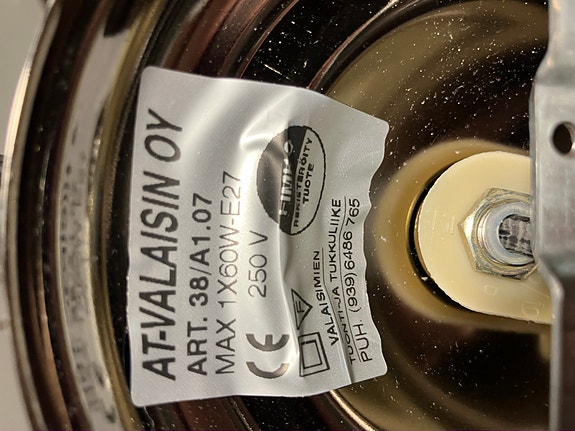 AT-VALAISIN OY
ART. 38/A1.07
MAX 1X60W-E27
CE 250 V
FIMKO
REKISTERÖITY
TUOTE
F
VALAISIMIEN
TUONTI JA TUKKULIIKE
PUH. (939) 6486 765